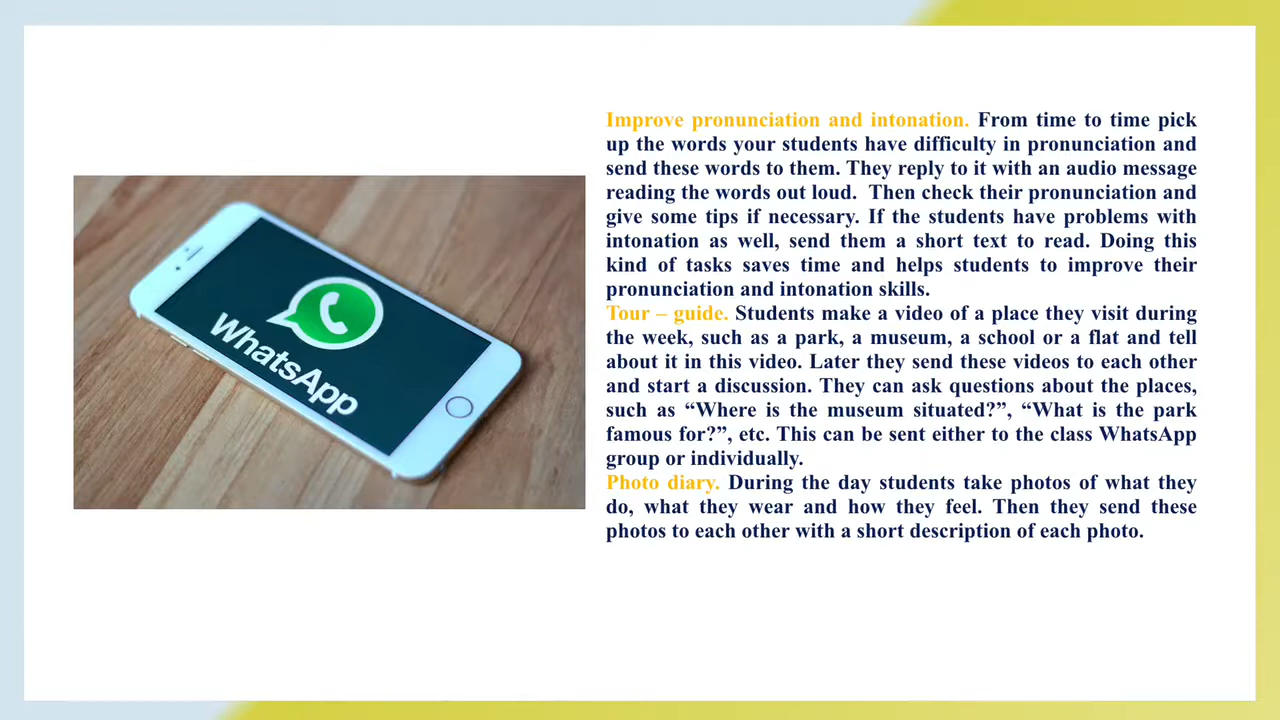 WhatsApp
Improve pronunciation and intonation. From time to time pick
up the words your students have difficulty in pronunciation and
send these words to them. They reply to it with an audio message
reading the words out loud.  Then check their pronunciation and
give some tips if necessary. If the students have problems with
intonation as well, send them a short text to read. Doing this
kind of tasks saves time and helps students to improve their
pronunciation and intonation skills.
Tour – guide. Students make a video of a place they visit during
the week, such as a park, a museum, a school or a flat and tell
about it in this video. Later they send these videos to each other
and start a discussion. They can ask questions about the places,
such as “Where is the museum situated?”, “What is the park
famous for?”, etc. This can be sent either to the class WhatsApp
group or individually.
Photo diary. During the day students take photos of what they
do, what they wear and how they feel. Then they send these
photos to each other with a short description of each photo.